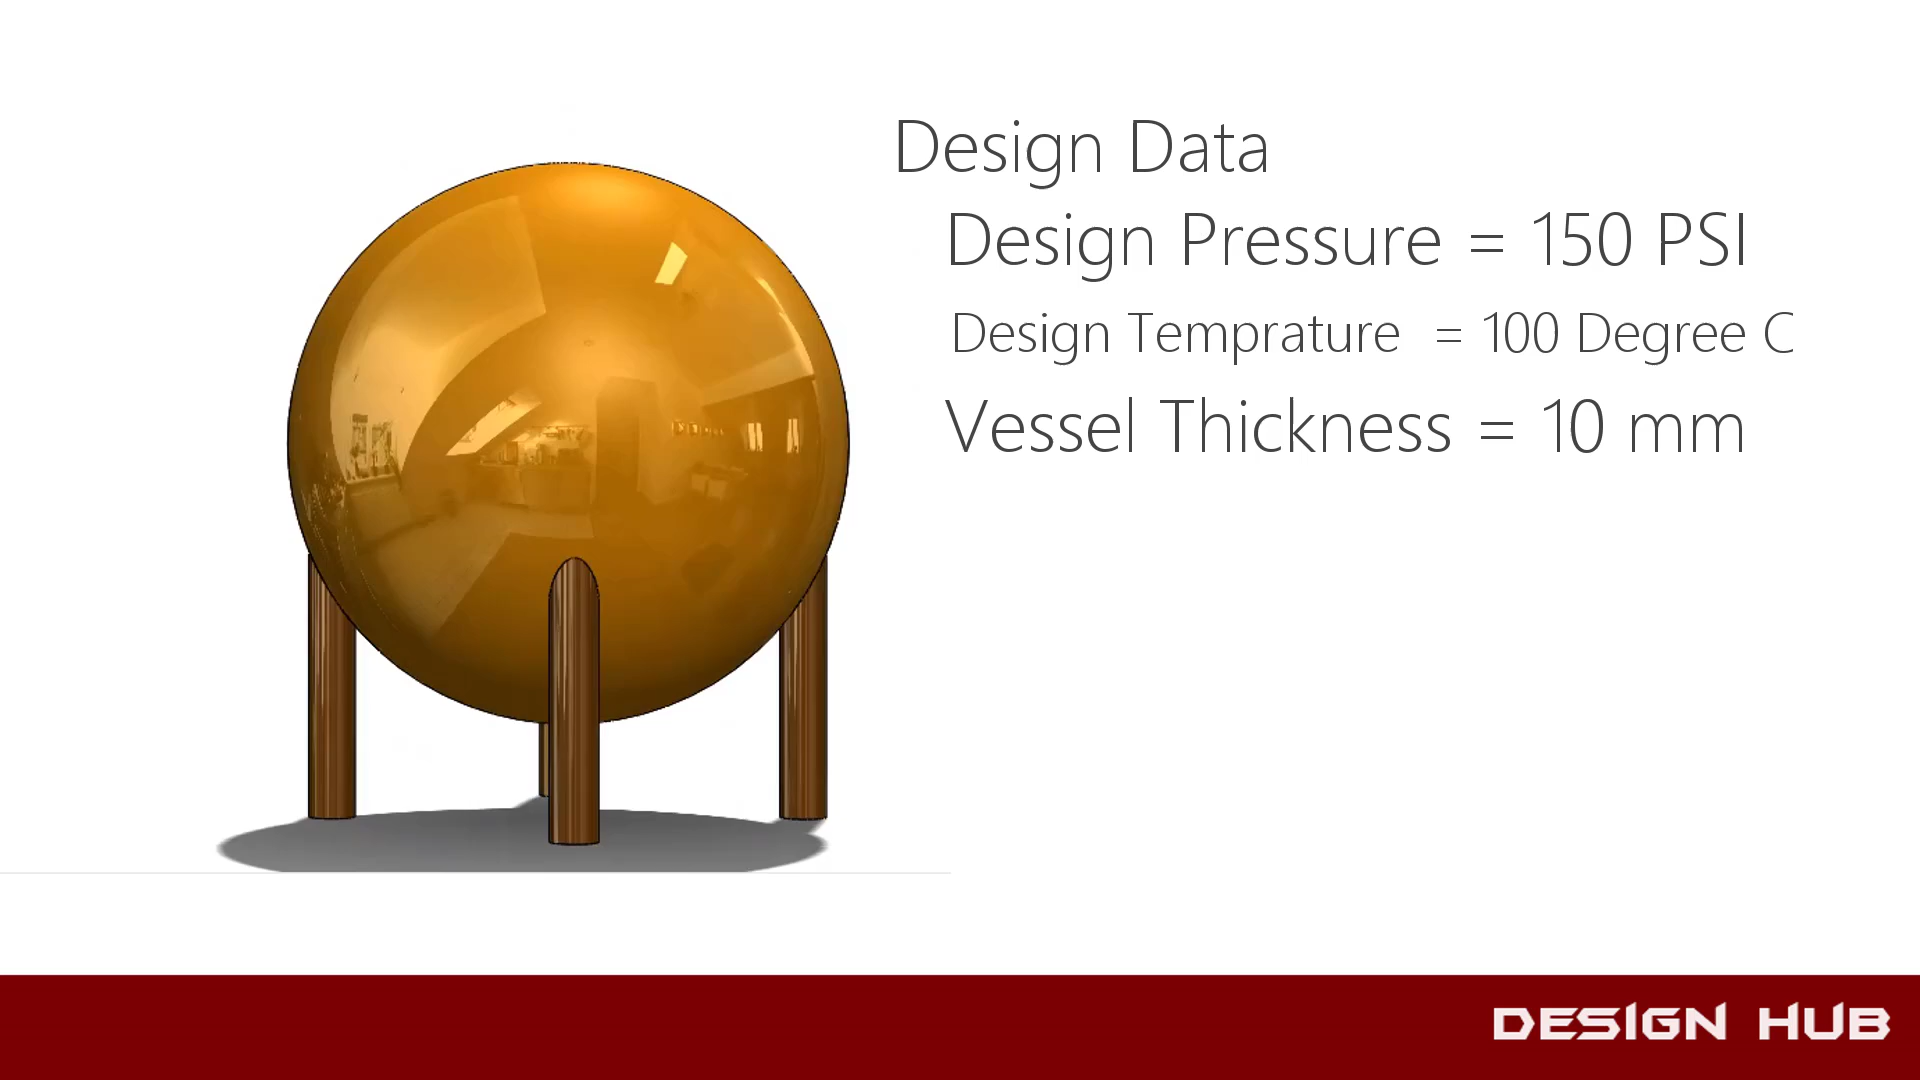 Design Data
Design Pressure = 150 PSI
Design Temprature = 100 Degree C
Vessel Thickness = 10 mm
DESIGN HUB